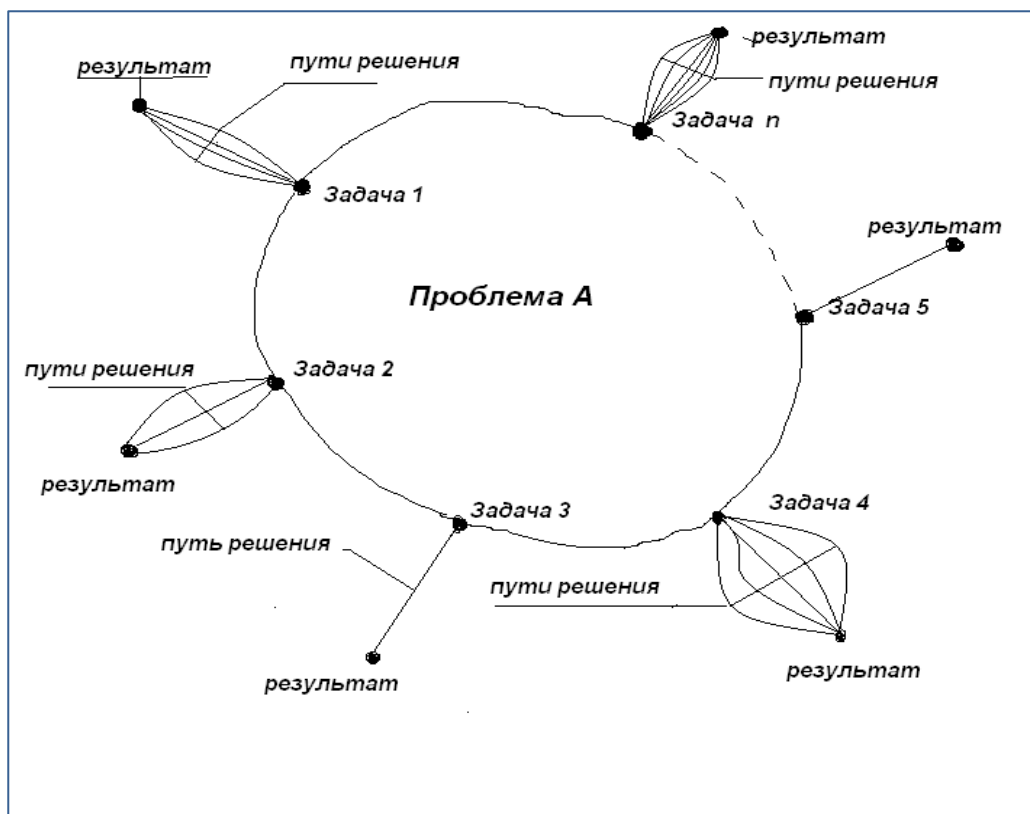 результат
пути решения
Задача 1
результат
пути решения
Задача n
результат
Задача 5
Проблема А
пути решения
Задача 2
результат
Задача 3
путь решения
результат
Задача 4
пути решения
результат